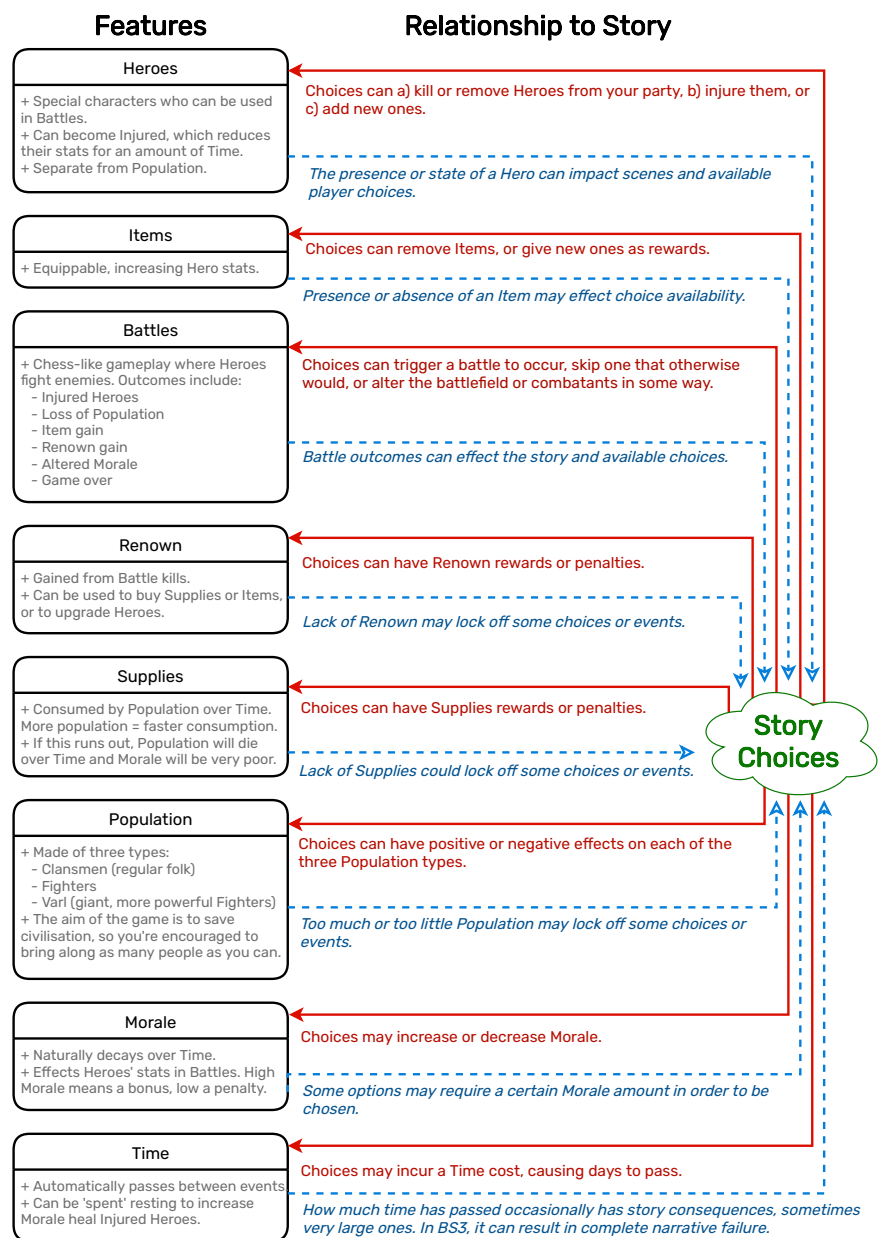 Features
Relationship to Story
Heroes
+ Special characters who can be used
in Battles.
+ Can become Injured, which reduces
their stats for an amount of Time.
+ Separate from Population.
Choices can a) kill or remove Heroes from your party, b) injure them, or
c) add new ones.
The presence or state of a Hero can impact scenes and available
player choices.
Items
+ Equippable, increasing Hero stats.
Choices can remove Items, or give new ones as rewards.
Presence or absence of an Item may effect choice availability.
Battles
+ Chess-like gameplay where Heroes
fight enemies. Outcomes include:
- Injured Heroes
- Loss of Population
- Item gain
- Renown gain
- Altered Morale
- Game over
Choices can trigger a battle to occur, skip one that otherwise
would, or alter the battlefield or combatants in some way.
Battle outcomes can effect the story and available choices.
Renown
+ Gained from Battle kills.
+ Can be used to buy Supplies or Items,
or to upgrade Heroes.
Choices can have Renown rewards or penalties.
Lack of Renown may lock off some choices or events.
Supplies
+ Consumed by Population over Time.
More population = faster consumption.
+ If this runs out, Population will die
over Time and Morale will be very poor.
Choices can have Supplies rewards or penalties.
Lack of Supplies could lock off some choices or events.
Story
Choices
Population
+ Made of three types:
- Clansmen (regular folk)
- Fighters
- Varl (giant, more powerful Fighters)
+ The aim of the game is to save
civilisation, so you're encouraged to
bring along as many people as you can.
Choices can have positive or negative effects on each of the
three Population types.
Too much or too little Population may lock off some choices or
events.
Morale
+ Naturally decays over Time.
+ Effects Heroes' stats in Battles. High
Morale means a bonus, low a penalty.
Choices may increase or decrease Morale.
Some options may require a certain Morale amount in order to be
chosen.
Time
+ Automatically passes between events
+ Can be 'spent' resting to increase
Morale heal Injured Heroes.
Choices may incur a Time cost, causing days to pass.
How much time has passed occasionally has story consequences, sometimes
very large ones. In BS3, it can result in complete narrative failure.